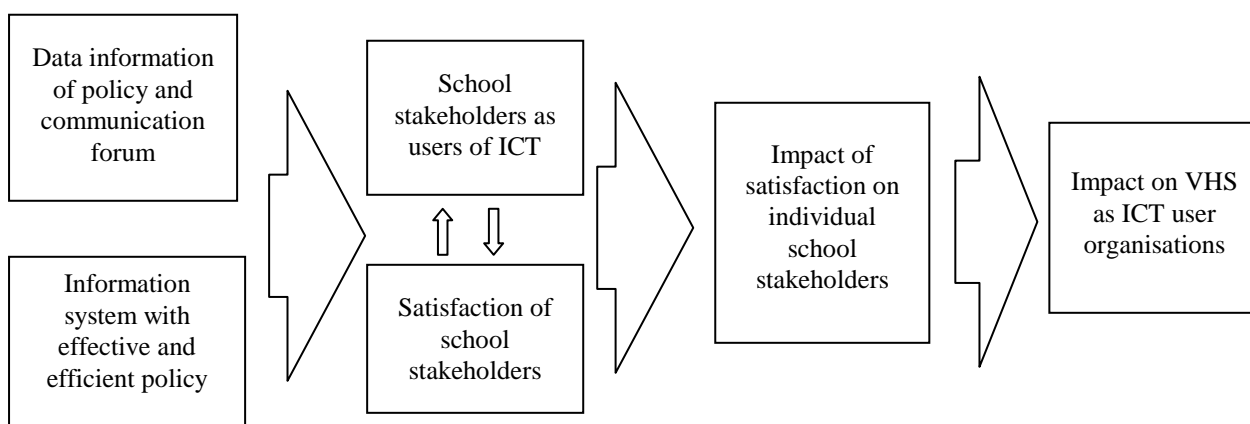 Data information
of policy and
communication
forum
Information
system with
effective and
efficient policy
School
stakeholders as
users of ICT
Satisfaction of
school
stakeholders
Impact of
satisfaction on
individual
school
stakeholders
Impact on VHS
as ICT user
organisations